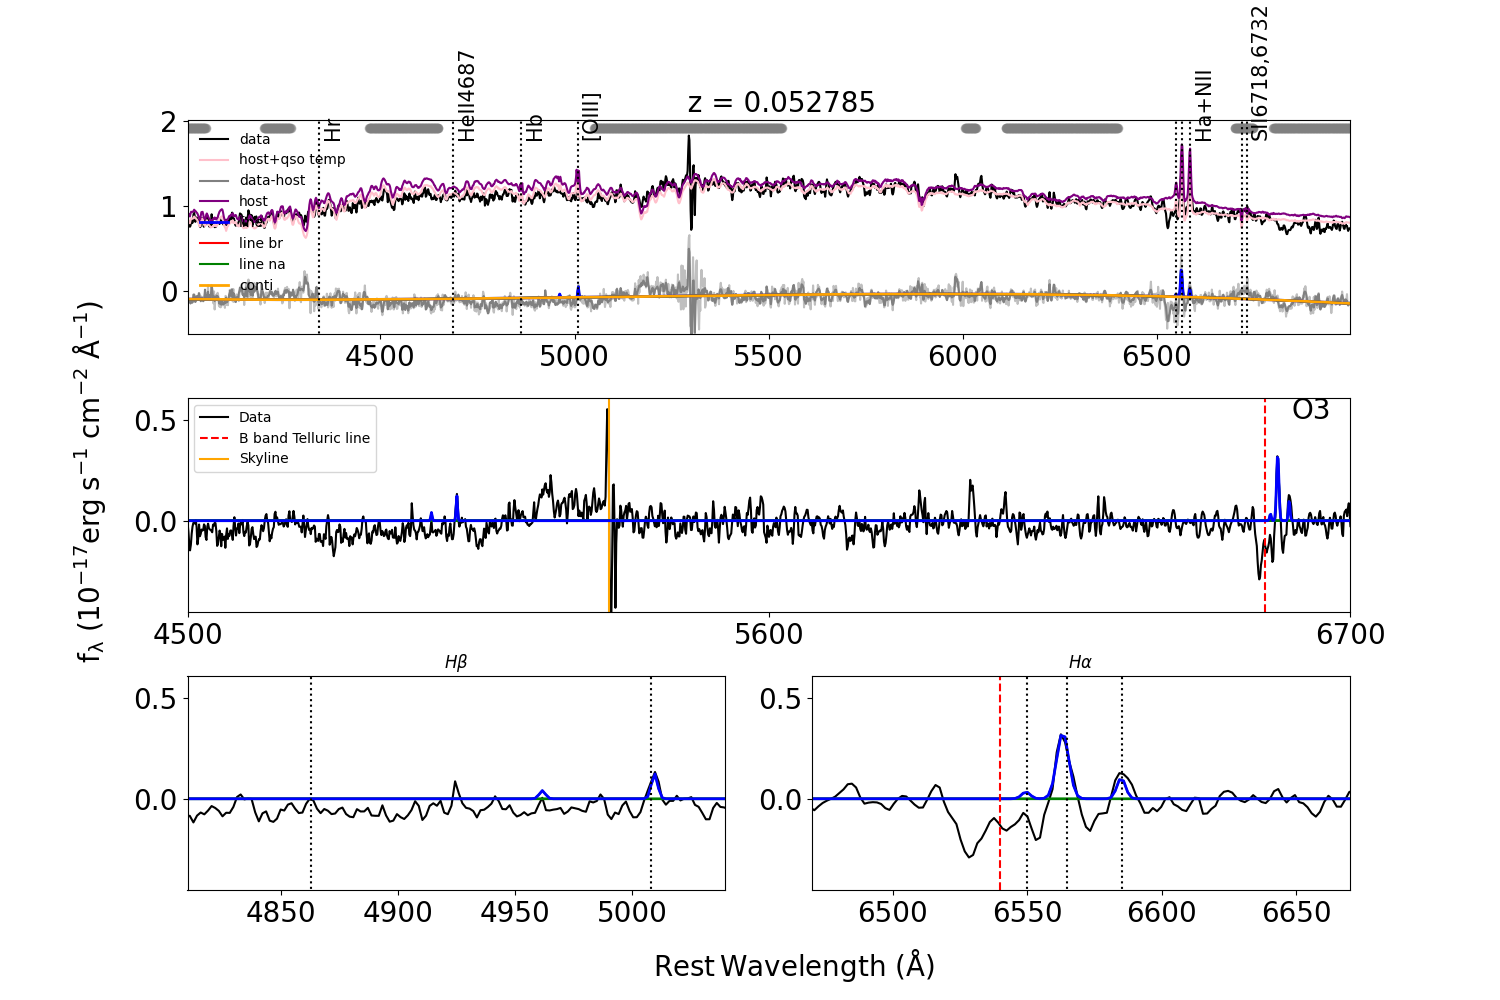 z = 0.052785
Hr
HeII4687
Hb
[OIII]
Ha+NII
SII6718,6732
2
1
0
data
host+qso temp
data-host
host
line br
line na
conti
4500 5000 5500 6000 6500
f_λ (10^−17 erg s^−1 cm^−2 Å^−1)
0.5
0.0
Data
B band Telluric line
Skyline
O3
4500 5600 6700
Hβ
0.5
0.0
4850 4900 4950 5000
Hα
0.5
0.0
6500 6550 6600 6650
Rest Wavelength (Å)